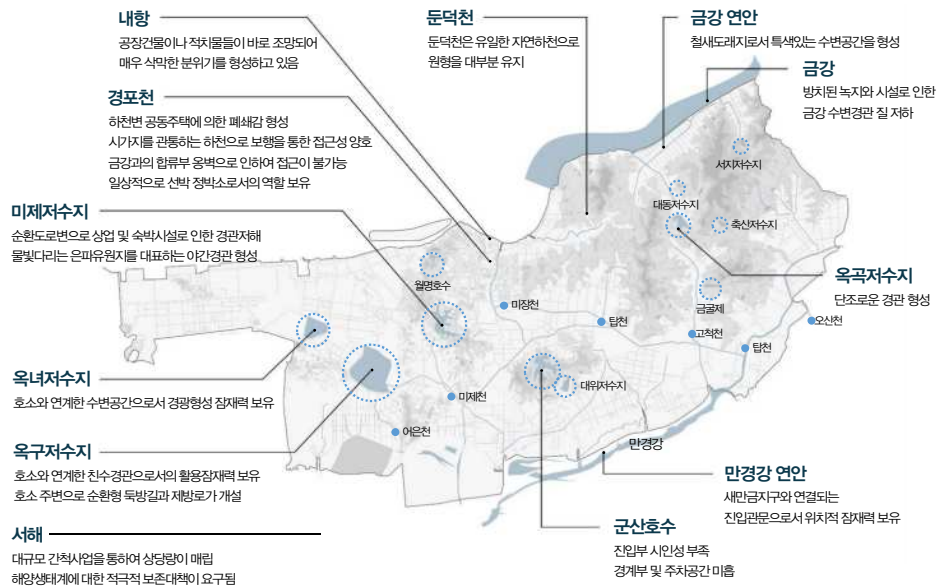 내항
공장건물이나 적치물들이 바로 조망되어
매우 삭막한 분위기를 형성하고 있음
둔덕천
둔덕천은 유일한 자연하천으로
원형을 대부분 유지
금강 연안
철새도래지로서 특색있는 수변공간을 형성
금강
방치된 녹지와 시설로 인한
금강 수변경관 질 저하
경포천
하천변 공동주택에 의한 폐쇄감 형성
시가지를 관통하는 하천으로 보행을 통한 접근성 양호
금강과의 합류부 옹벽으로 인하여 접근이 불가능
일상적으로 선박 정박소로서의 역할 보유
미제저수지
순환도로변으로 상업 및 숙박시설로 인한 경관저해
물빛다리는 은파유원지를 대표하는 야간경관 형성
서지저수지
대동저수지
축산저수지
옥곡저수지
단조로운 경관 형성
월명호수
금굴제
미장천
탑천
고척천
오산천
탑천
옥녀저수지
호소와 연계한 수변공간으로서 경광형성 잠재력 보유
대위저수지
미제천
어은천
만경강
옥구저수지
호소와 연계한 친수경관으로서의 활용잠재력 보유
호소 주변으로 순환형 둑방길과 제방로가 개설
만경강 연안
새만금지구와 연결되는
진입관문으로서 위치적 잠재력 보유
군산호수
진입부 시인성 부족
경계부 및 주차공간 미흡
서해
대규모 간척사업을 통하여 상당량이 매립
해양생태계에 대한 적극적 보존대책이 요구됨